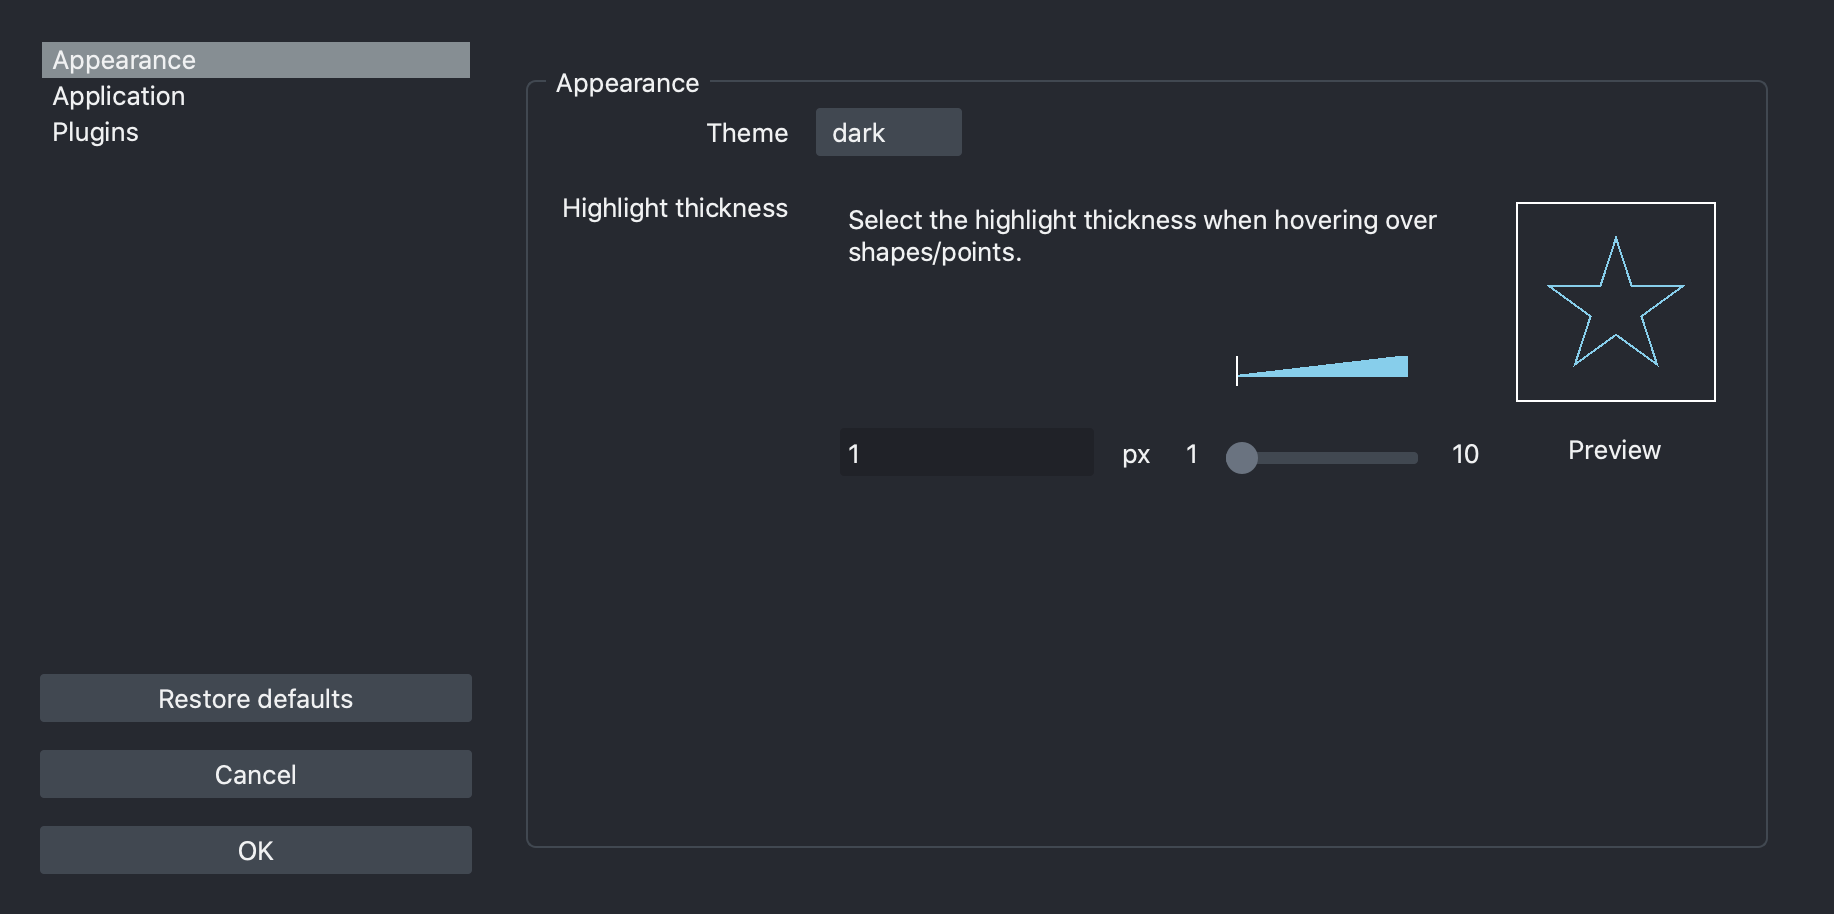 Appearance
Application
Plugins
Restore defaults
Cancel
OK
Appearance
Theme dark
Highlight thickness
Select the highlight thickness when hovering over
shapes/points.
1 px 1 10
Preview